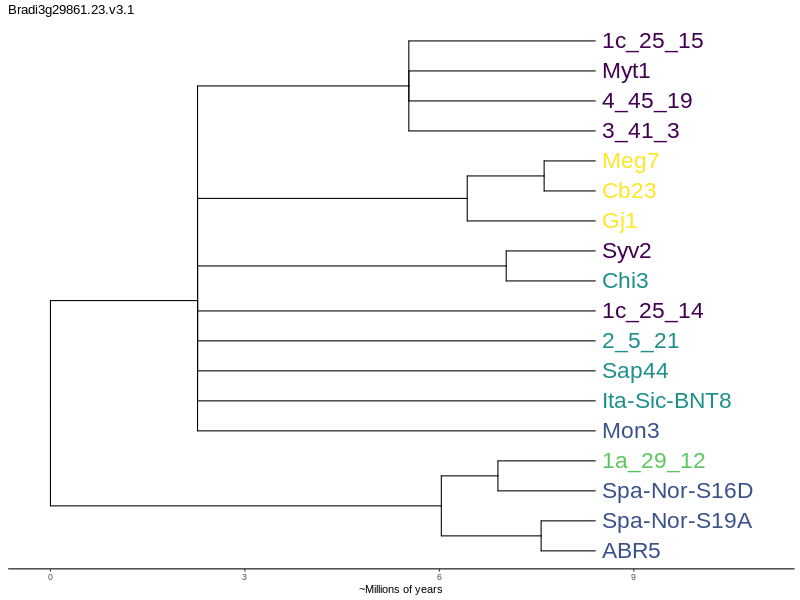 Bradi3g29861.23.v3.1
1c_25_15
Myt1
4_45_19
3_41_3
Meg7
Cb23
Gj1
Syv2
Chi3
1c_25_14
2_5_21
Sap44
Ita-Sic-BNT8
Mon3
1a_29_12
Spa-Nor-S16D
Spa-Nor-S19A
ABR5
0 3 6 9
~Millions of years